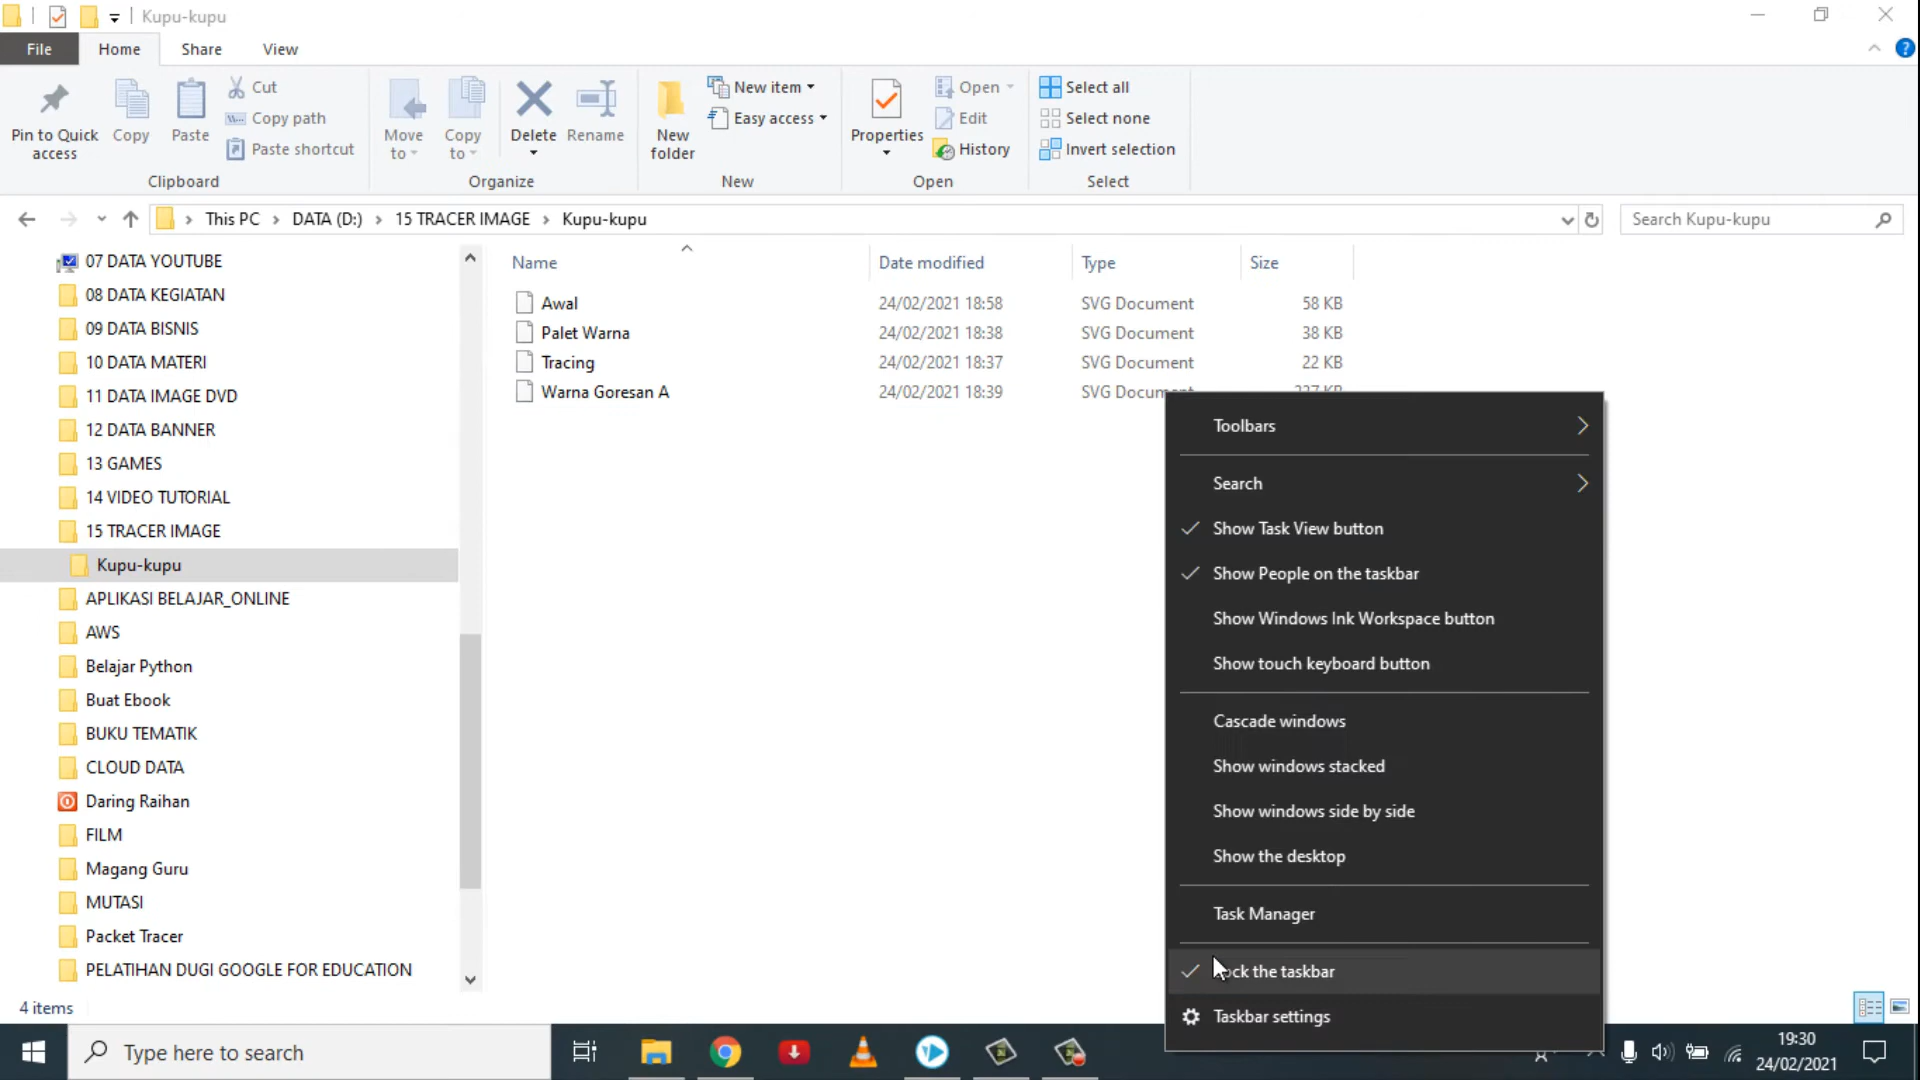 Kupu-kupu
File Home Share View
Pin to Quick access
Copy
Paste
Cut
Copy path
Paste shortcut
Clipboard
Move to
Copy to
Delete
Rename
Organize
New folder
New item
Easy access
New
Properties
Open
Edit
History
Open
Select all
Select none
Invert selection
Select
This PC > DATA (D:) > 15 TRACER IMAGE > Kupu-kupu
Search Kupu-kupu
07 DATA YOUTUBE
08 DATA KEGIATAN
09 DATA BISNIS
10 DATA MATERI
11 DATA IMAGE DVD
12 DATA BANNER
13 GAMES
14 VIDEO TUTORIAL
15 TRACER IMAGE
Kupu-kupu
APLIKASI BELAJAR_ONLINE
AWS
Belajar Python
Buat Ebook
BUKU TEMATIK
CLOUD DATA
Daring Raihan
FILM
Magang Guru
MUTASI
Packet Tracer
PELATIHAN DUGI GOOGLE FOR EDUCATION
Name Date modified Type Size
Awal 24/02/2021 18:58 SVG Document 58 KB
Palet Warna 24/02/2021 18:38 SVG Document 38 KB
Tracing 24/02/2021 18:37 SVG Document 22 KB
Warna Goresan A 24/02/2021 18:39 SVG KB
Toolbars
Search
Show Task View button
Show People on the taskbar
Show Windows Ink Workspace button
Show touch keyboard button
Cascade windows
Show windows stacked
Show windows side by side
Show the desktop
Task Manager
the taskbar
Taskbar settings
4 items
Type here to search
19:30
24/02/2021